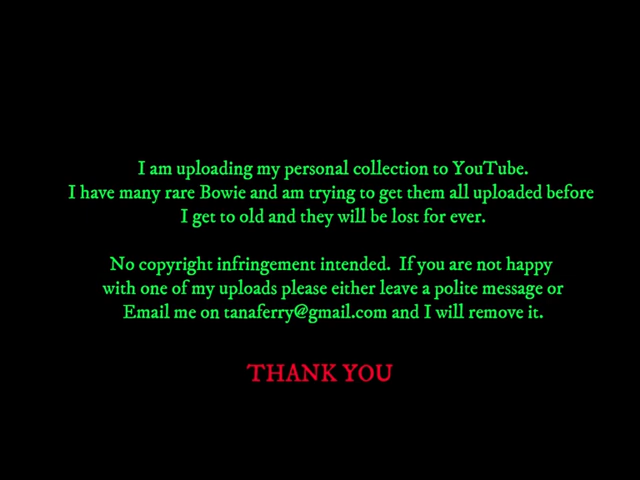 I am uploading my personal collection to YouTube.
I have many rare Bowie and am trying to get them all uploaded before
I get to old and they will be lost for ever.
No copyright infringement intended.  If you are not happy
with one of my uploads please either leave a polite message or
Email me on tanaferry@gmail.com and I will remove it.
THANK YOU